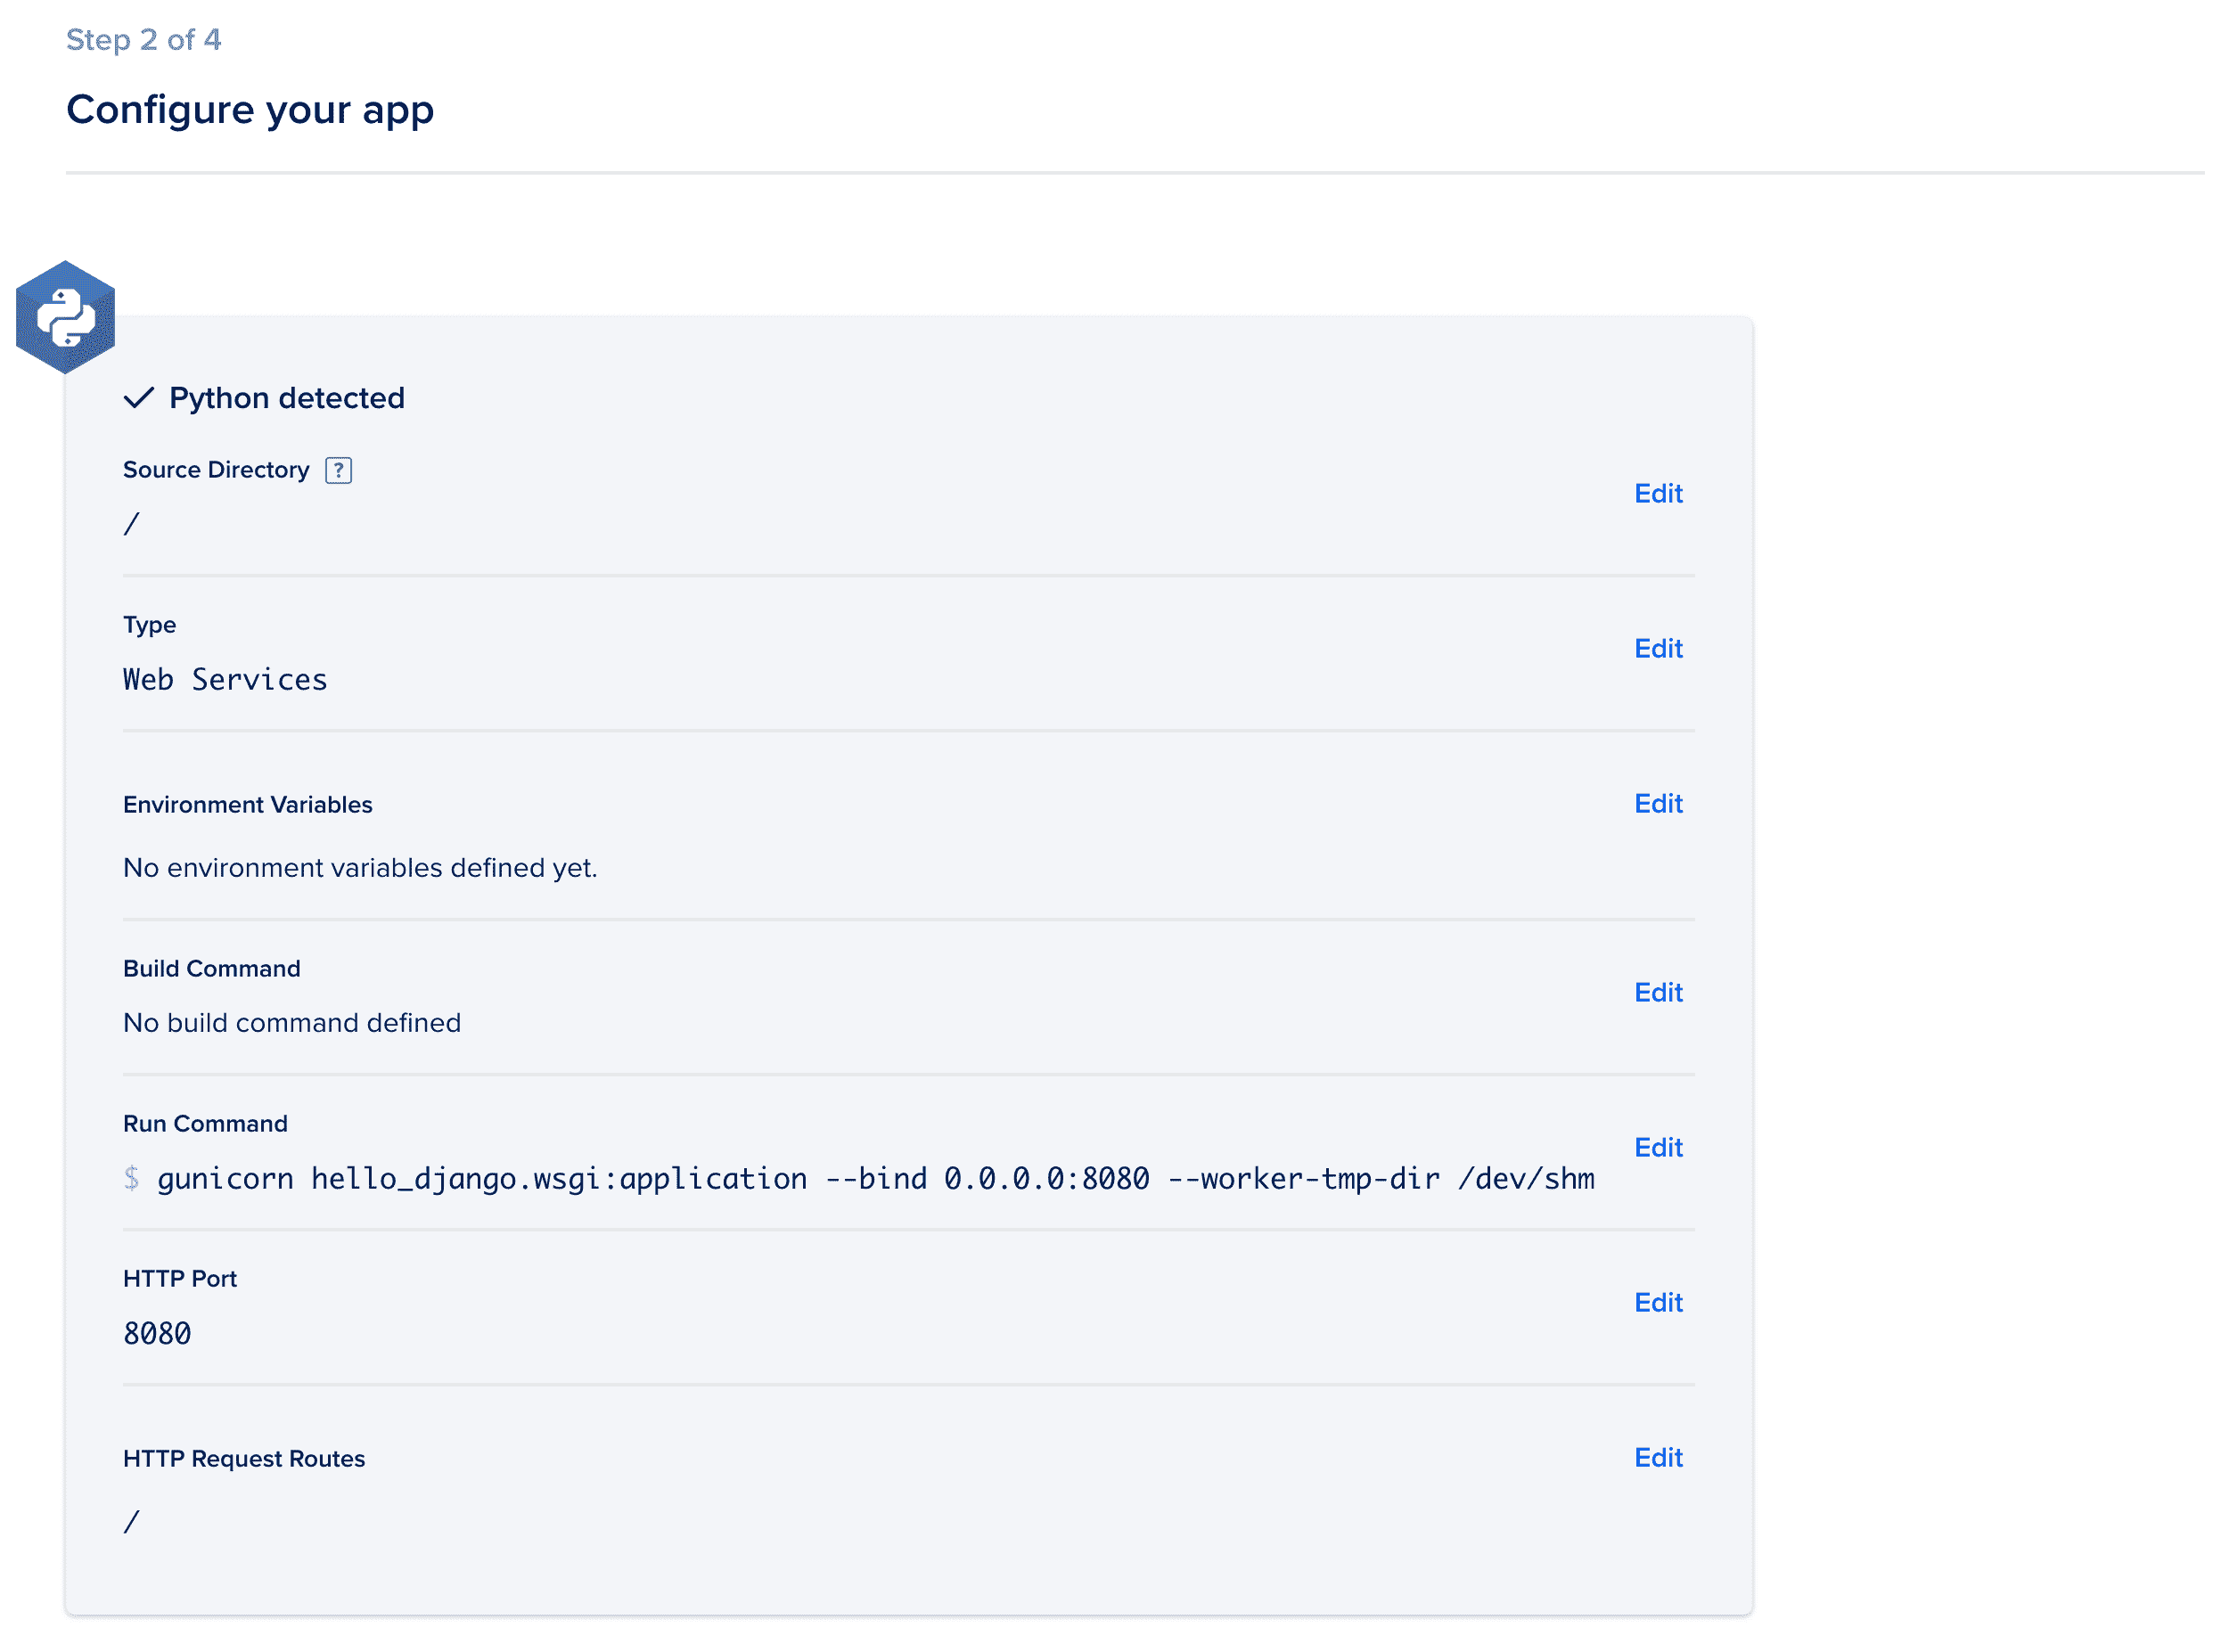 Step 2 of 4
Configure your app
✓ Python detected
Source Directory ?
Edit
/
Type
Edit
Web Services
Environment Variables
Edit
No environment variables defined yet.
Build Command
Edit
No build command defined
Run Command
Edit
$ gunicorn hello_django.wsgi:application --bind 0.0.0.0:8080 --worker-tmp-dir /dev/shm
HTTP Port
Edit
8080
HTTP Request Routes
Edit
/